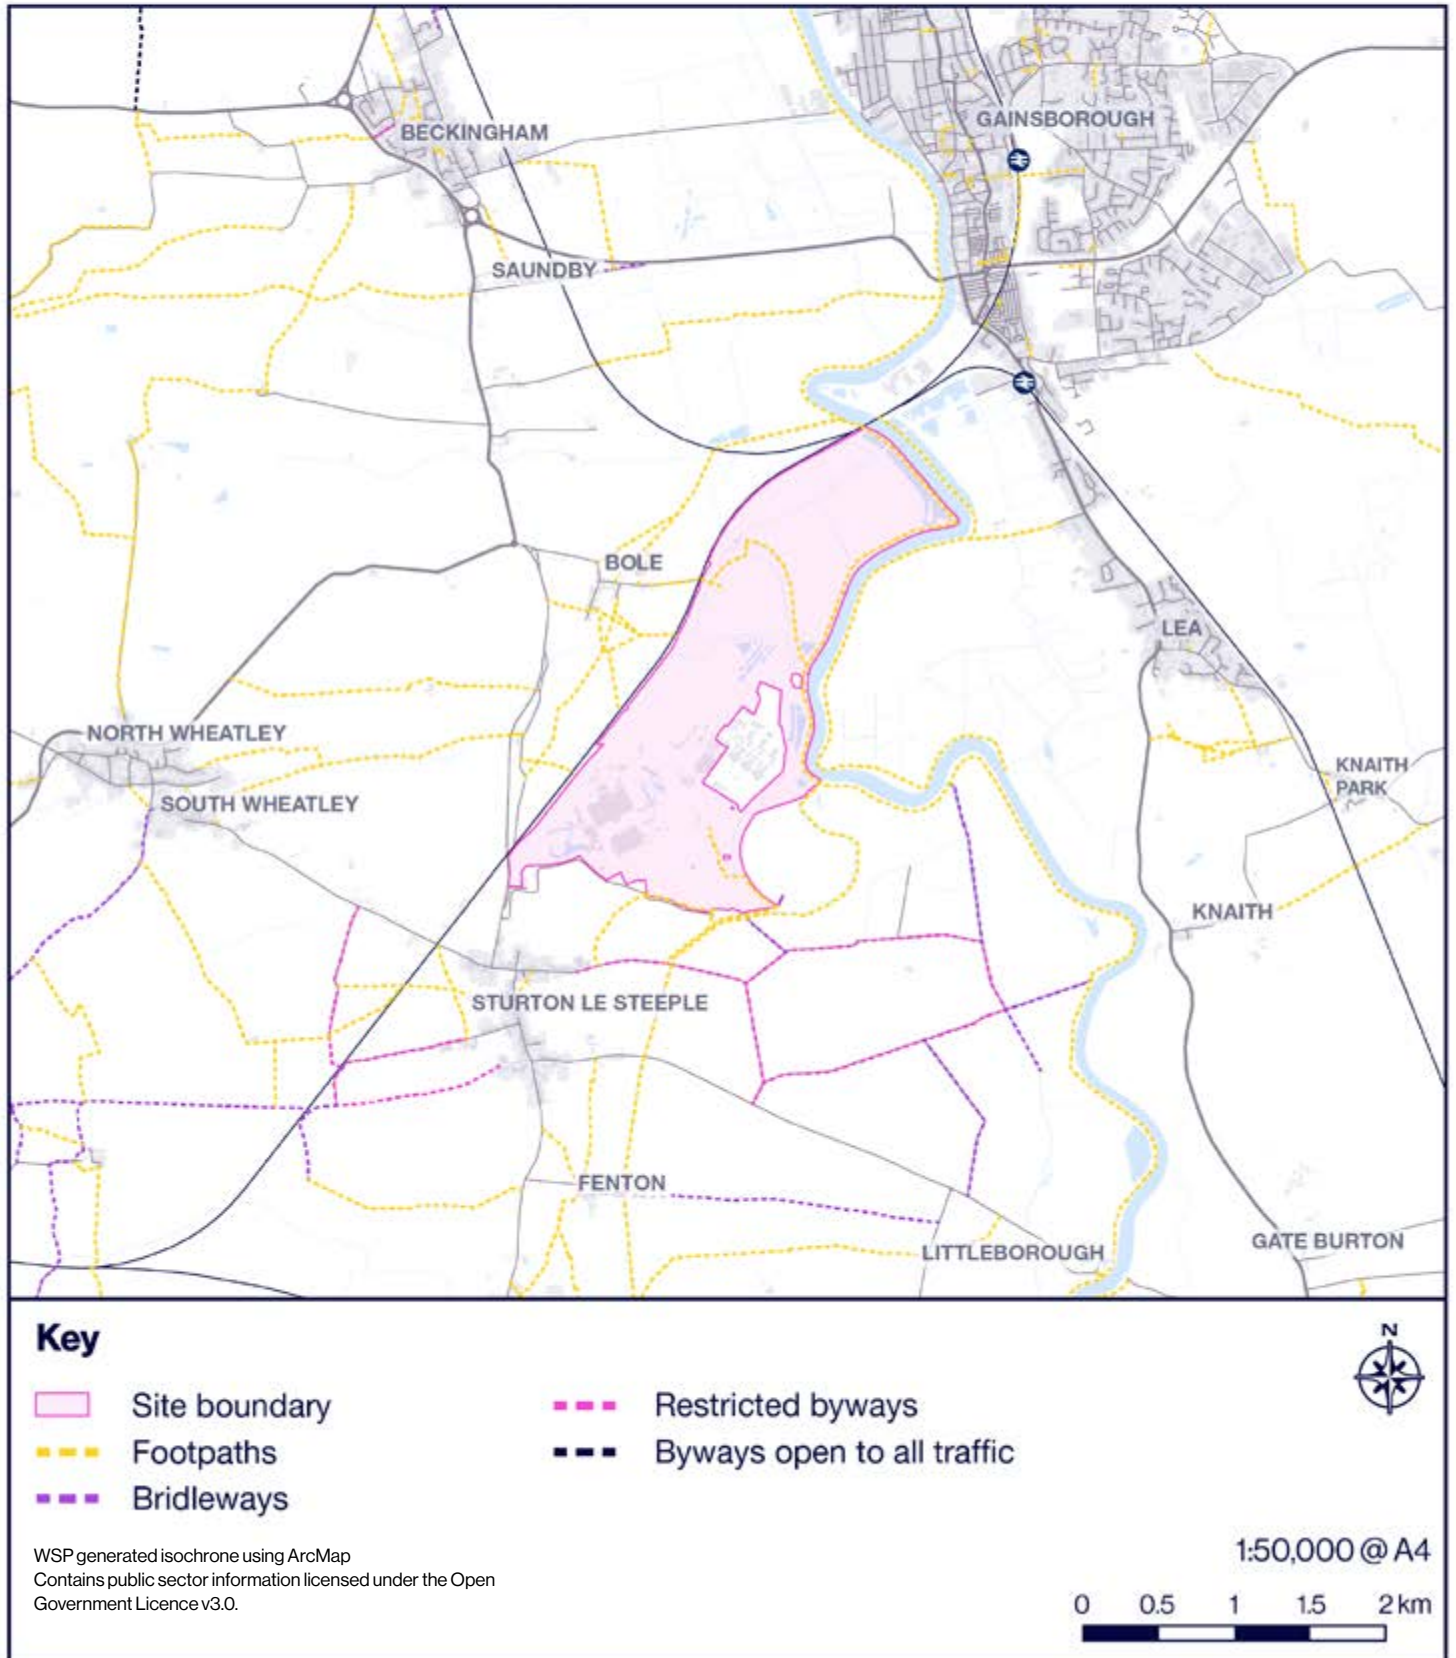 GAINSBOROUGH
BECKINGHAM
SAUNDBY
BOLE
LEA
NORTH WHEATLEY
KNAITH
PARK
SOUTH WHEATLEY
KNAITH
STURTON LE STEEPLE
FENTON
LITTLEBOROUGH
GATE BURTON
Key
N
Site boundary
Footpaths
Bridleways
Restricted byways
Byways open to all traffic
WSP generated isochrone using ArcMap
Contains public sector information licensed under the Open
Government Licence v3.0.
1:50,000 @ A4
0 0.5 1 1.5 2 km